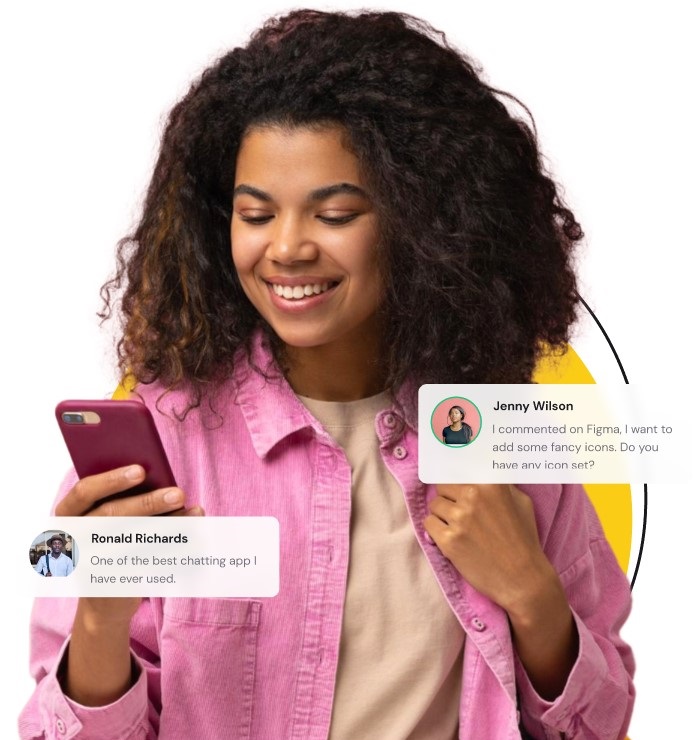 Jenny Wilson
I commented on Figma, I want to
add some fancy icons. Do you
have any icon set?
Ronald Richards
One of the best chatting app I
have ever used.